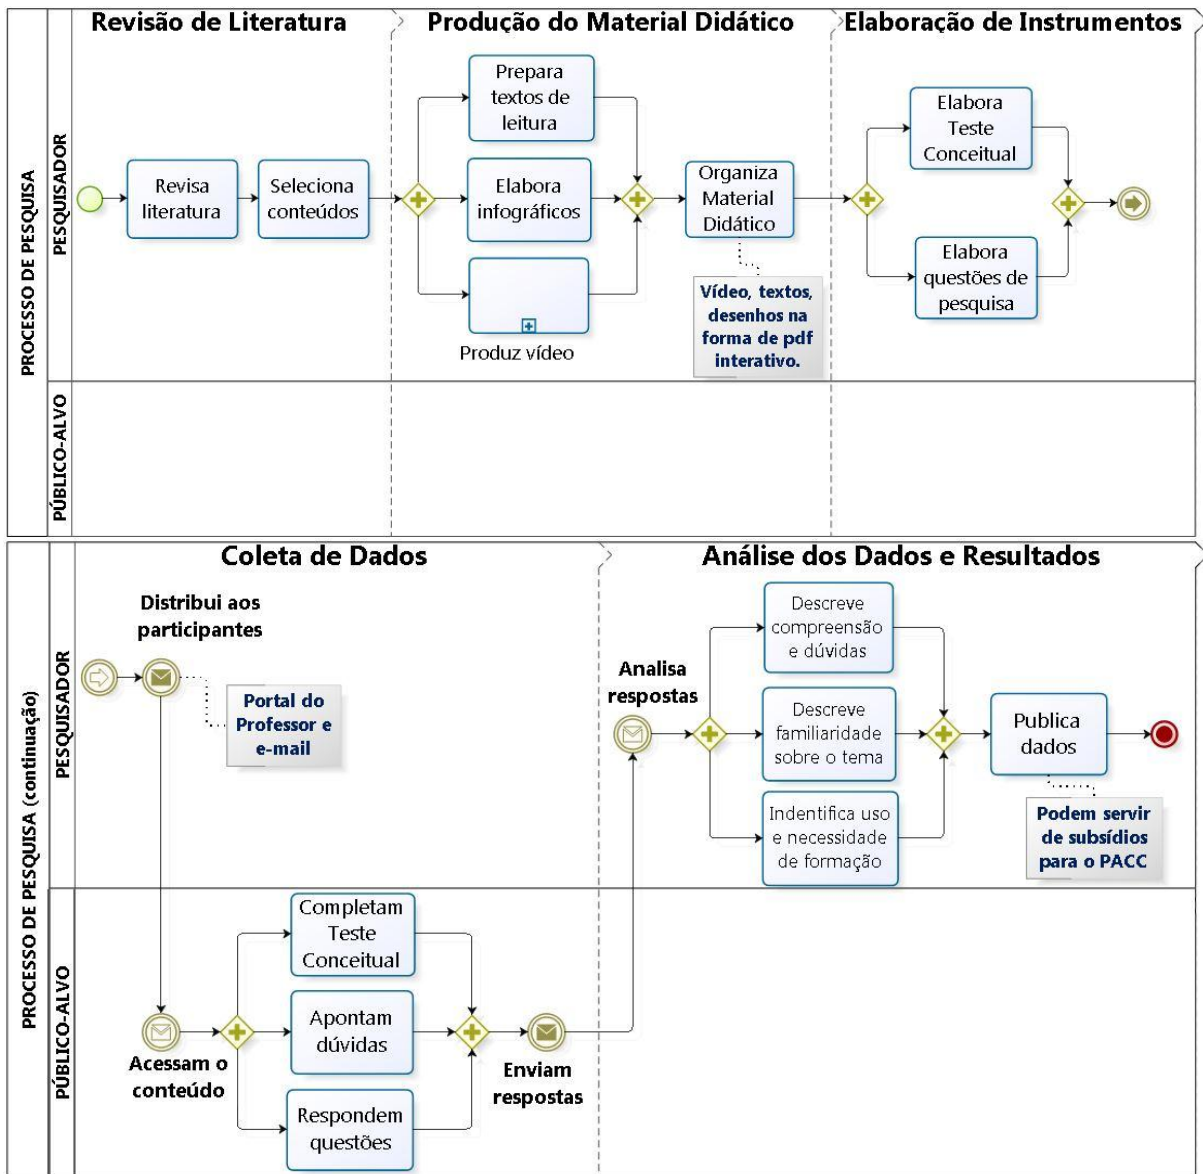 Revisão de Literatura
Produção do Material Didático
Elaboração de Instrumentos
PROCESSO DE PESQUISA
PESQUISADOR
Revisa
literatura
Seleciona
conteúdos
Prepara
textos de
leitura
Elabora
infográficos
Produz vídeo
Organiza
Material
Didático
Vídeo, textos,
desenhos na
forma de pdf
interativo.
Elabora
Teste
Conceitual
Elabora
questões de
pesquisa
PÚBLICO-ALVO
Coleta de Dados
Análise dos Dados e Resultados
PROCESSO DE PESQUISA (continuação)
PESQUISADOR
Distribui aos
participantes
Portal do
Professor e
e-mail
Analisa
respostas
Descreve
compreensão
e dúvidas
Descreve
familiaridade
sobre o tema
Indentifica uso
e necessidade
de formação
Publica
dados
Podem servir
de subsídios
para o PACC
PÚBLICO-ALVO
Acessam o
conteúdo
Completam
Teste
Conceitual
Apontam
dúvidas
Respondem
questões
Enviam
respostas